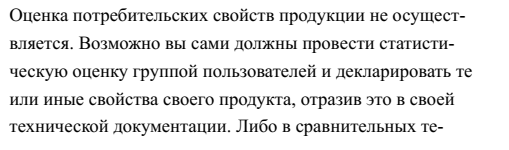 Оценка потребительских свойств продукции не осущест-
вляется. Возможно вы сами должны провести статисти-
ческую оценку группой пользователей и декларировать те
или иные свойства своего продукта, отразив это в своей
технической документации. Либо в сравнительных те-